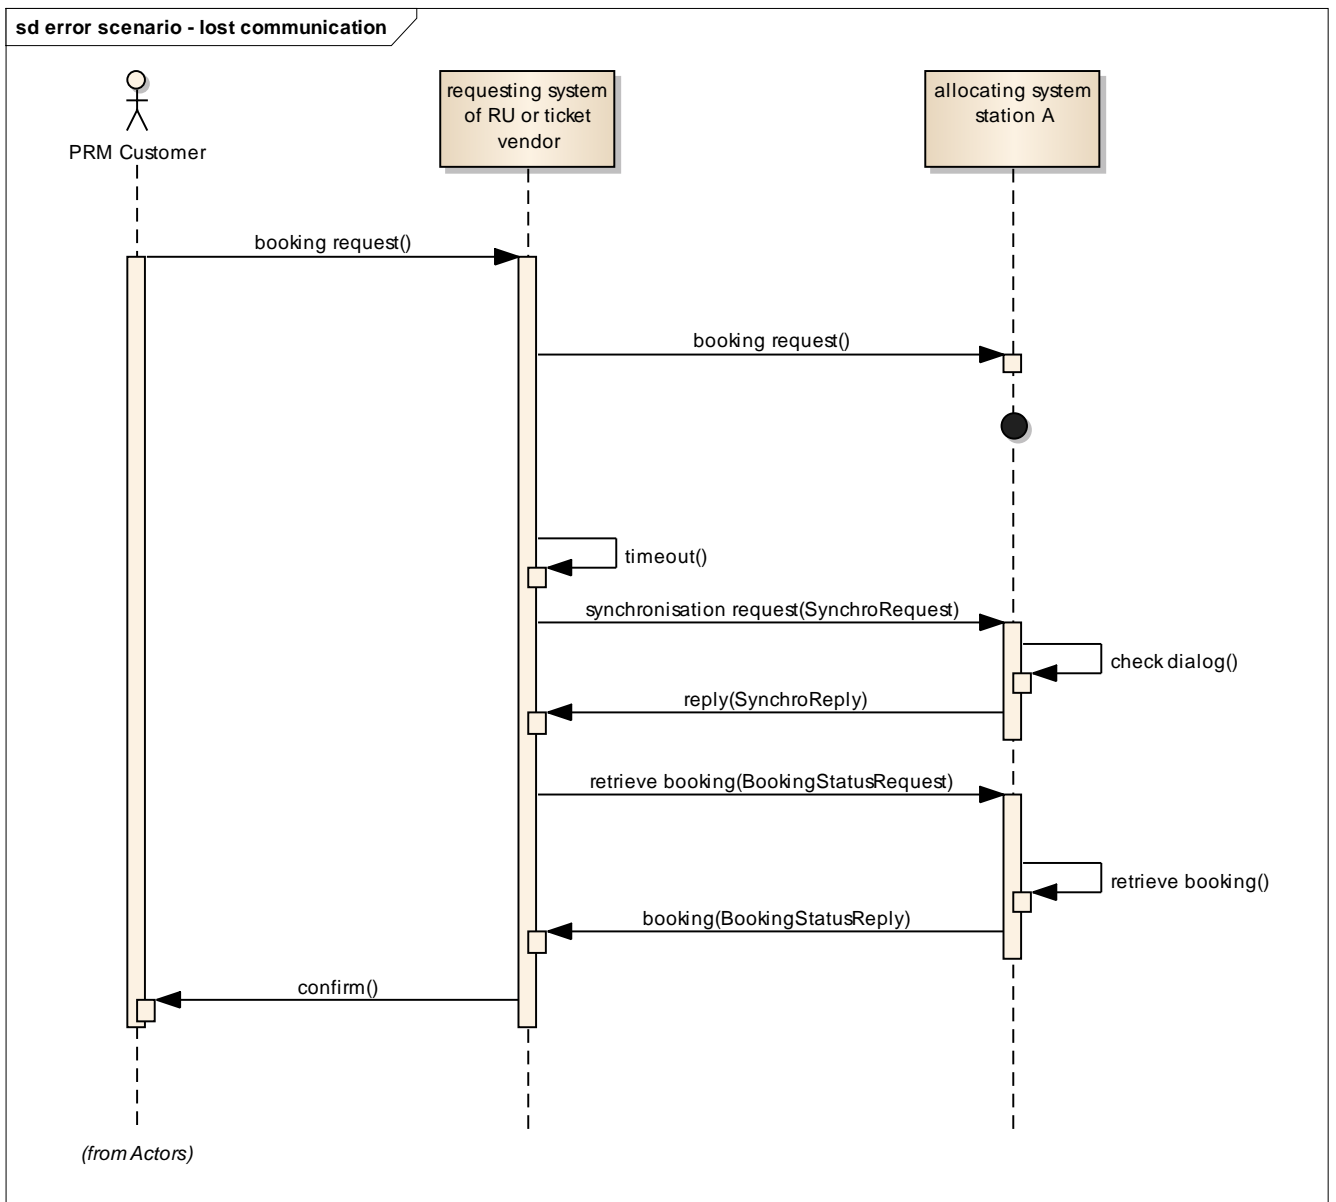 sd error scenario - lost communication
requesting system
of RU or ticket
vendor
allocating system
station A
PRM Customer
booking request()
booking request()
timeout()
synchronisation request(SynchroRequest)
check dialog()
reply(SynchroReply)
retrieve booking(BookingStatusRequest)
retrieve booking()
booking(BookingStatusReply)
confirm()
(from Actors)